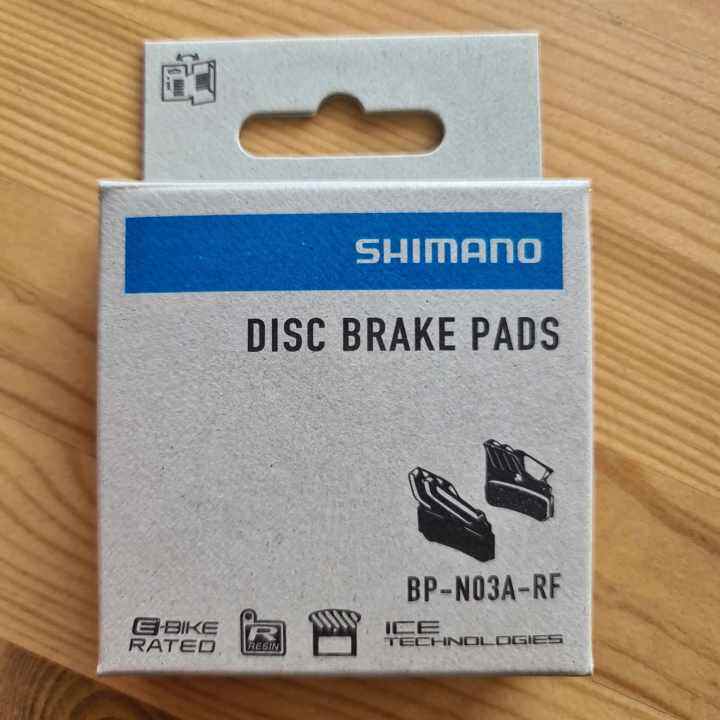 SHIMANO
DISC BRAKE PADS
BP-N03A-RF
E-BIKE RATED
R RESIN
ICE TECHNOLOGIES